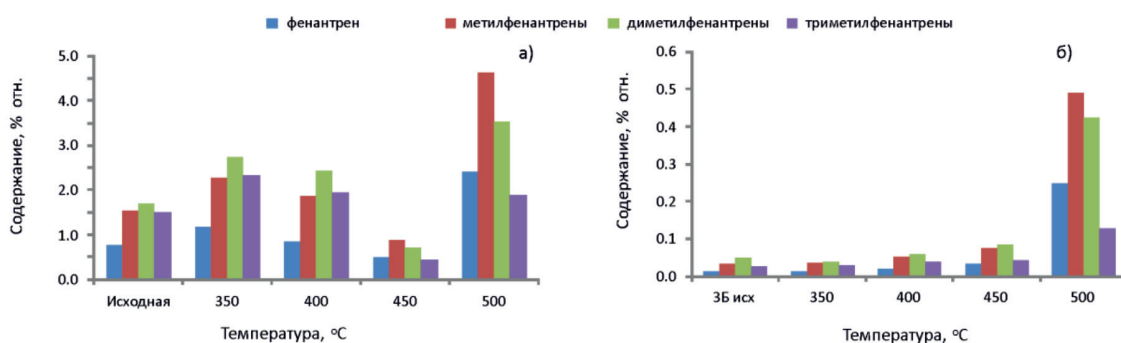 фенантрен метилфенантрены диметилфенантрены триметилфенантрены
а)
Содержание, % отн.
5.0
4.0
3.0
2.0
1.0
0.0
Исходная 350 400 450 500
Температура, °С
б)
Содержание, % отн.
0.6
0.5
0.4
0.3
0.2
0.1
0.0
ЗБ исх 350 400 450 500
Температура, °С